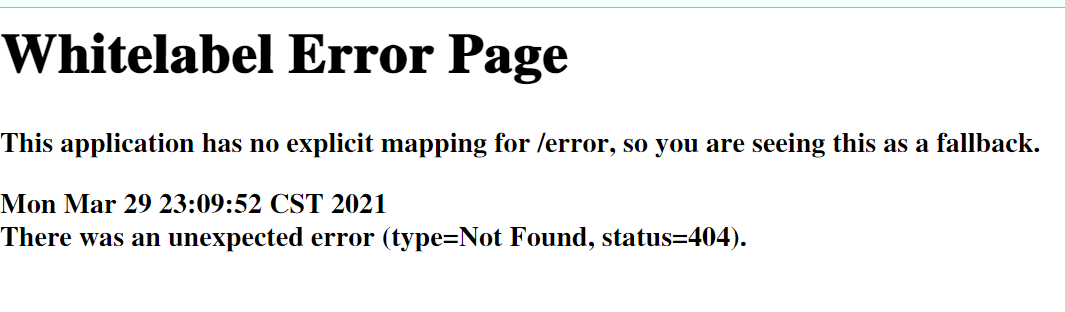 Whitelabel Error Page
This application has no explicit mapping for /error, so you are seeing this as a fallback.
Mon Mar 29 23:09:52 CST 2021
There was an unexpected error (type=Not Found, status=404).